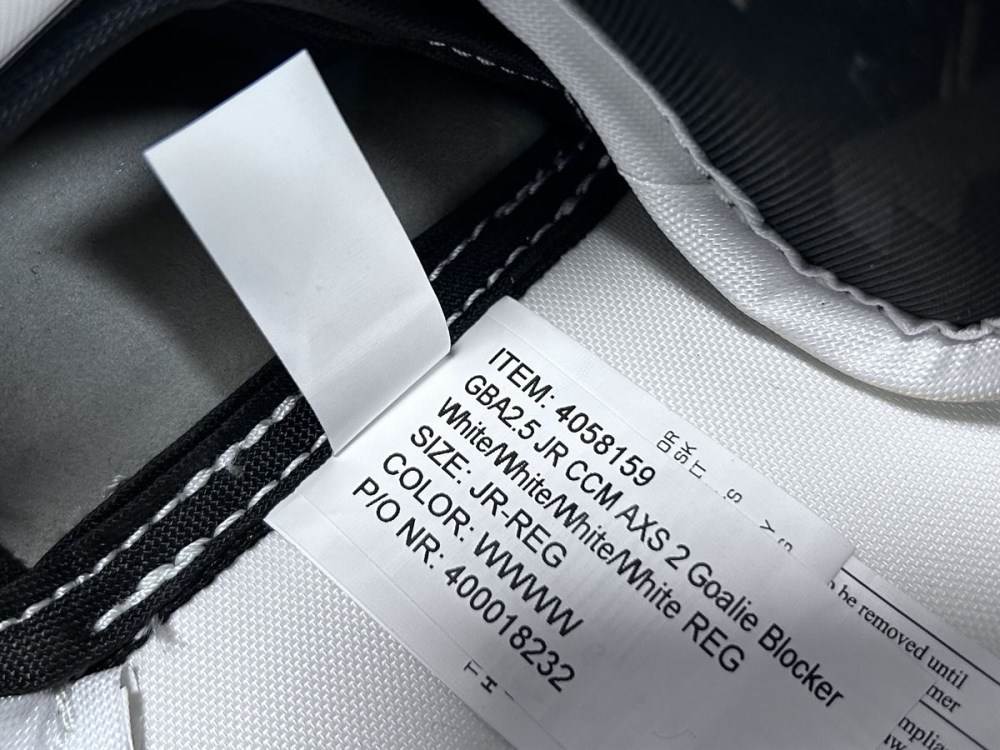 ITEM: 4058159
GBA2.5 JR CCM AXS 2 Goalie Blocker
White/White/White/White REG
SIZE: JR-REG
COLOR: WWWW
P/O NR: 400018232
be removed until
mer